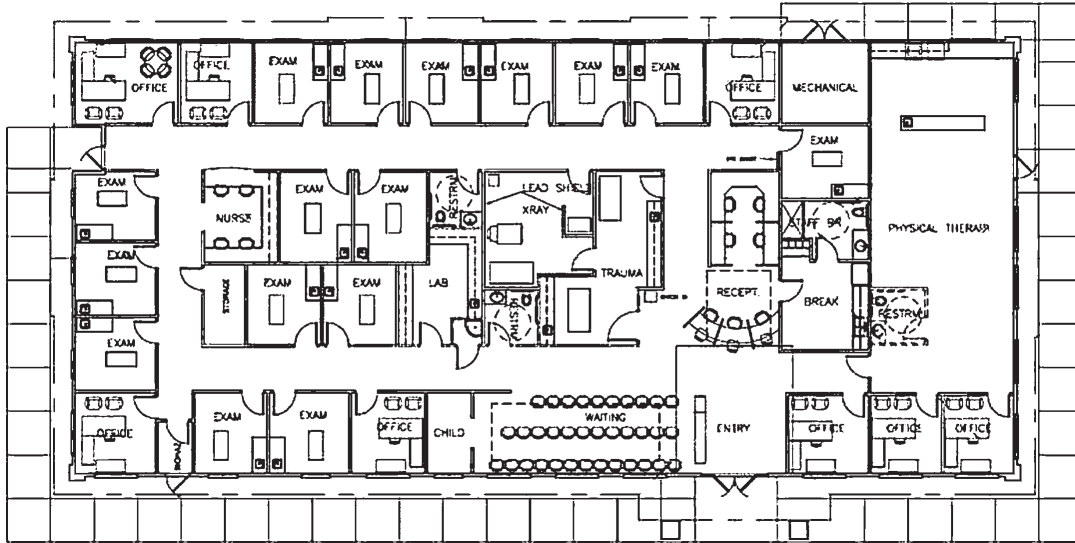 OFFICE
OFFICE
EXAM
EXAM
EXAM
EXAM
EXAM
EXAM
OFFICE
MECHANICAL
EXAM
EXAM
NURSE
EXAM
EXAM
RESTRM
LEAD SHIELD
XRAY
TRAUMA
STAFF BR
PHYSICAL THERAPY
EXAM
STORAGE
EXAM
EXAM
LAB
RESTRM
RECEPT.
BREAK
RESTRM
EXAM
OFFICE
EXAM
EXAM
OFFICE
CHILD
WAITING
ENTRY
OFFICE
OFFICE
OFFICE